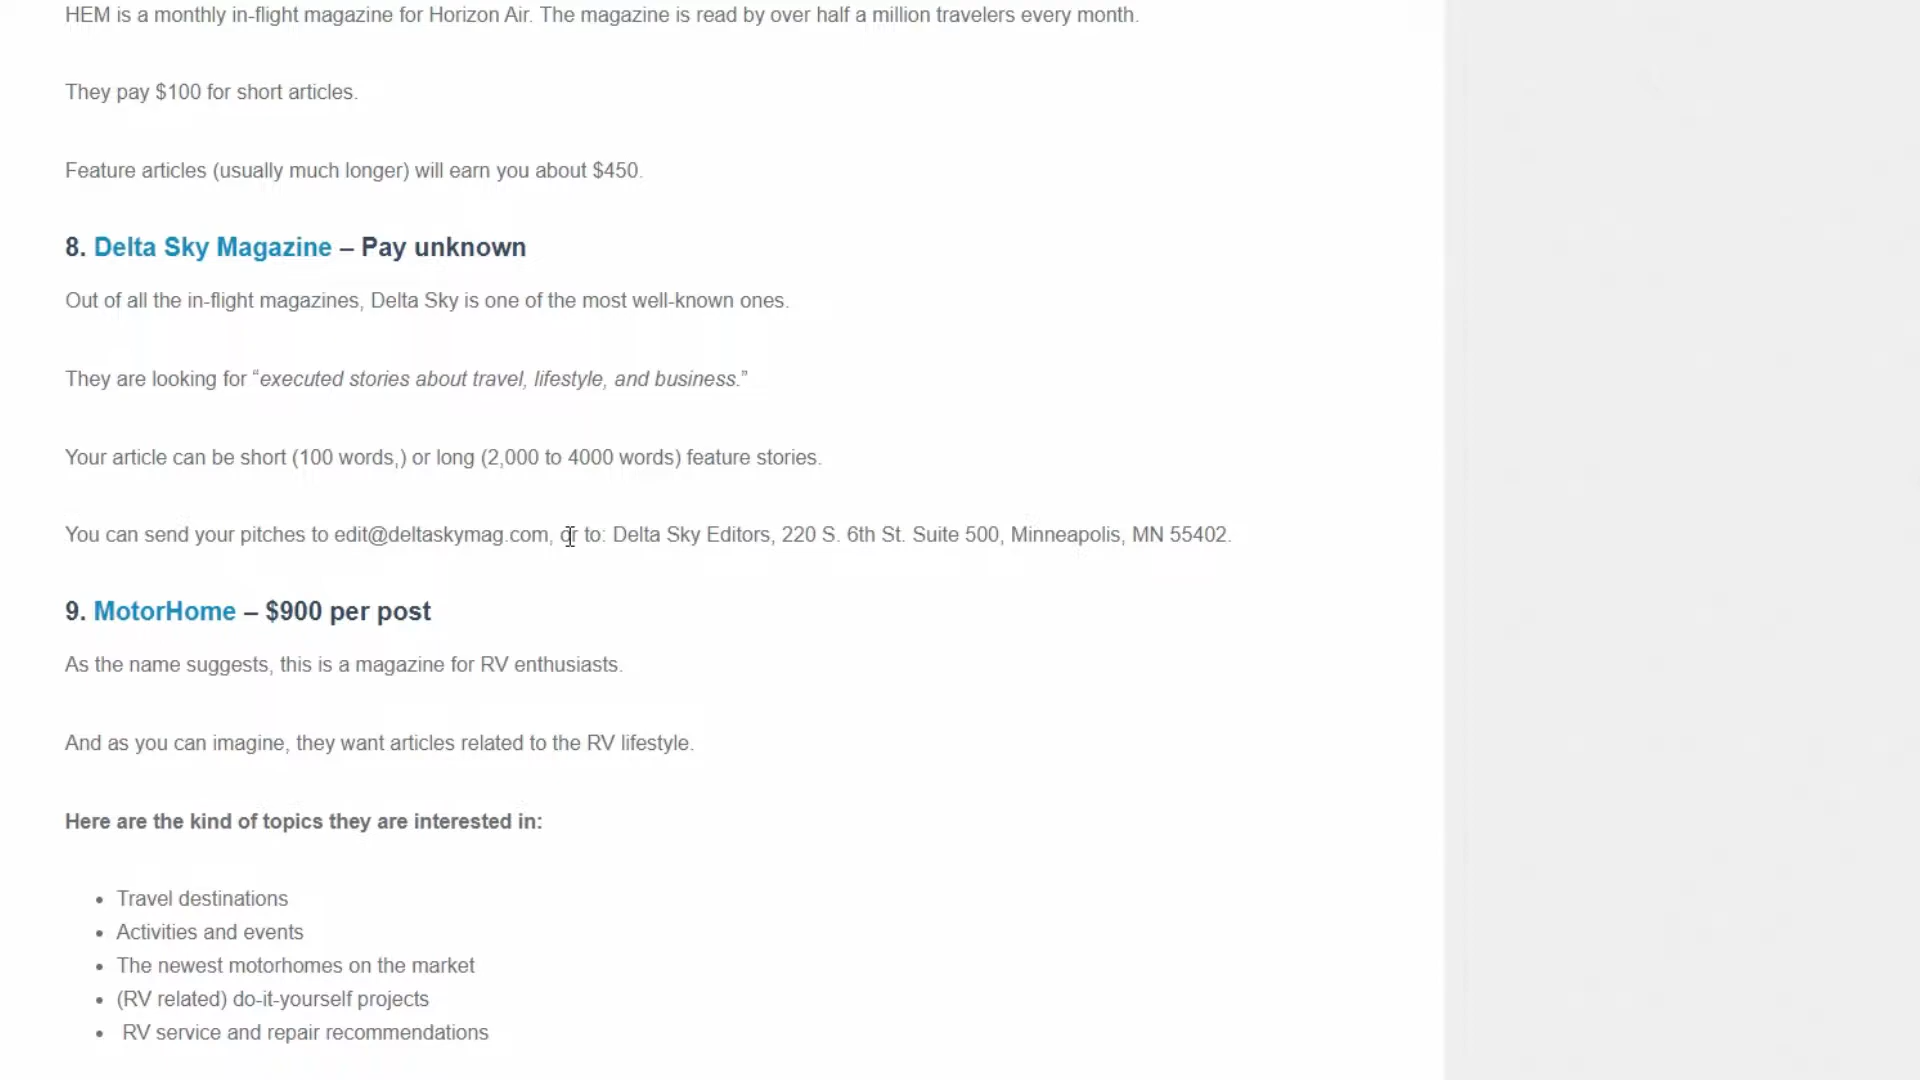 HEM is a monthly in-flight magazine for Horizon Air. The magazine is read by over half a million travelers every month.
They pay $100 for short articles.
Feature articles (usually much longer) will earn you about $450.
8. Delta Sky Magazine – Pay unknown
Out of all the in-flight magazines, Delta Sky is one of the most well-known ones.
They are looking for “executed stories about travel, lifestyle, and business.”
Your article can be short (100 words,) or long (2,000 to 4000 words) feature stories.
You can send your pitches to edit@deltaskymag.com, or to: Delta Sky Editors, 220 S. 6th St. Suite 500, Minneapolis, MN 55402.
9. MotorHome – $900 per post
As the name suggests, this is a magazine for RV enthusiasts.
And as you can imagine, they want articles related to the RV lifestyle.
Here are the kind of topics they are interested in:
• Travel destinations
• Activities and events
• The newest motorhomes on the market
• (RV related) do-it-yourself projects
• RV service and repair recommendations